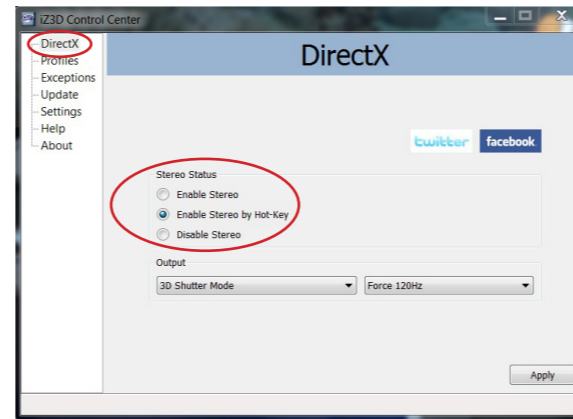 iZ3D Control Center
DirectX
Profiles
Exceptions
Update
Settings
Help
About
DirectX
twitter
facebook
Stereo Status
Enable Stereo
Enable Stereo by Hot-Key
Disable Stereo
Output
3D Shutter Mode
Force 120Hz
Apply